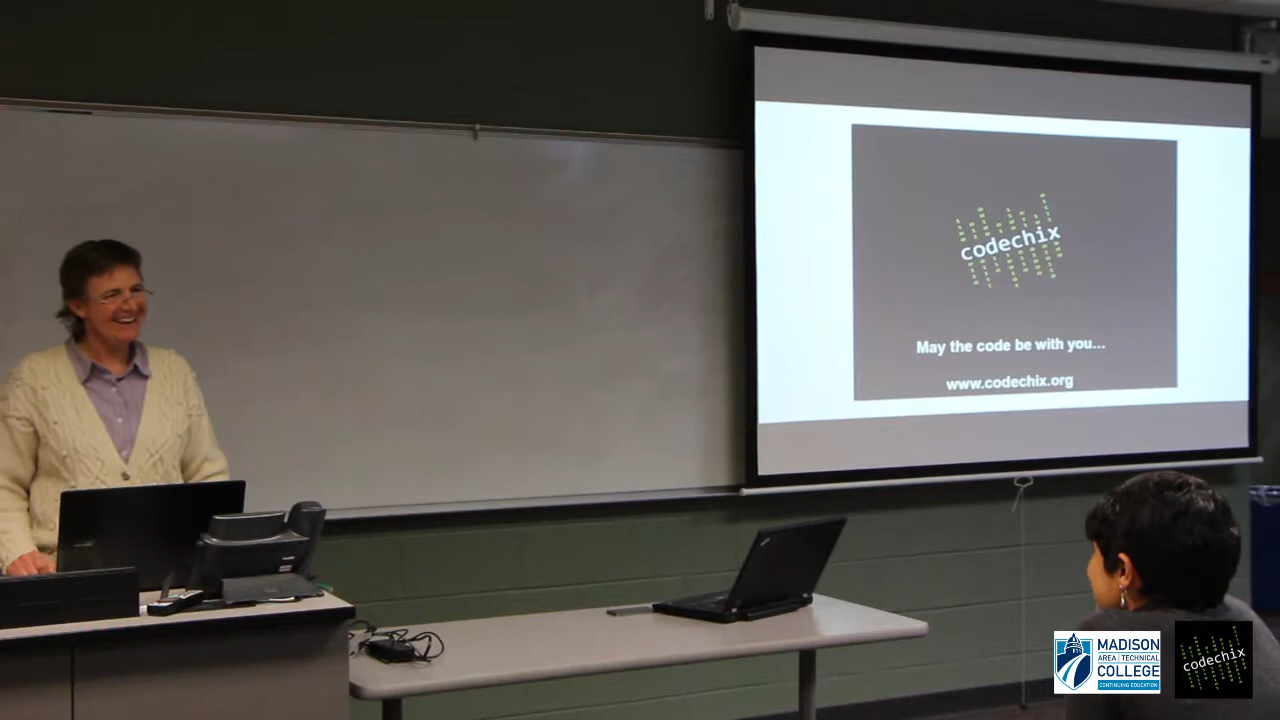 codechix
May the code be with you...
www.codechix.org
MADISON
AREA TECHNICAL
COLLEGE
CONTINUING EDUCATION
codechix